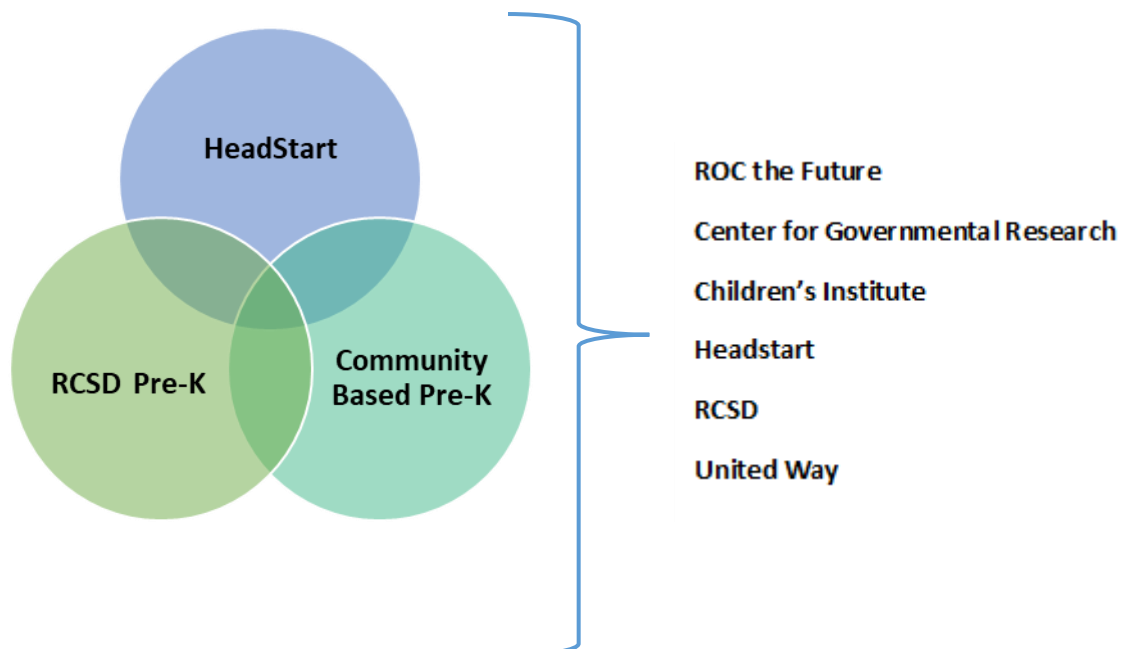 HeadStart
RCSD Pre-K
Community
Based Pre-K
ROC the Future
Center for Governmental Research
Children’s Institute
Headstart
RCSD
United Way